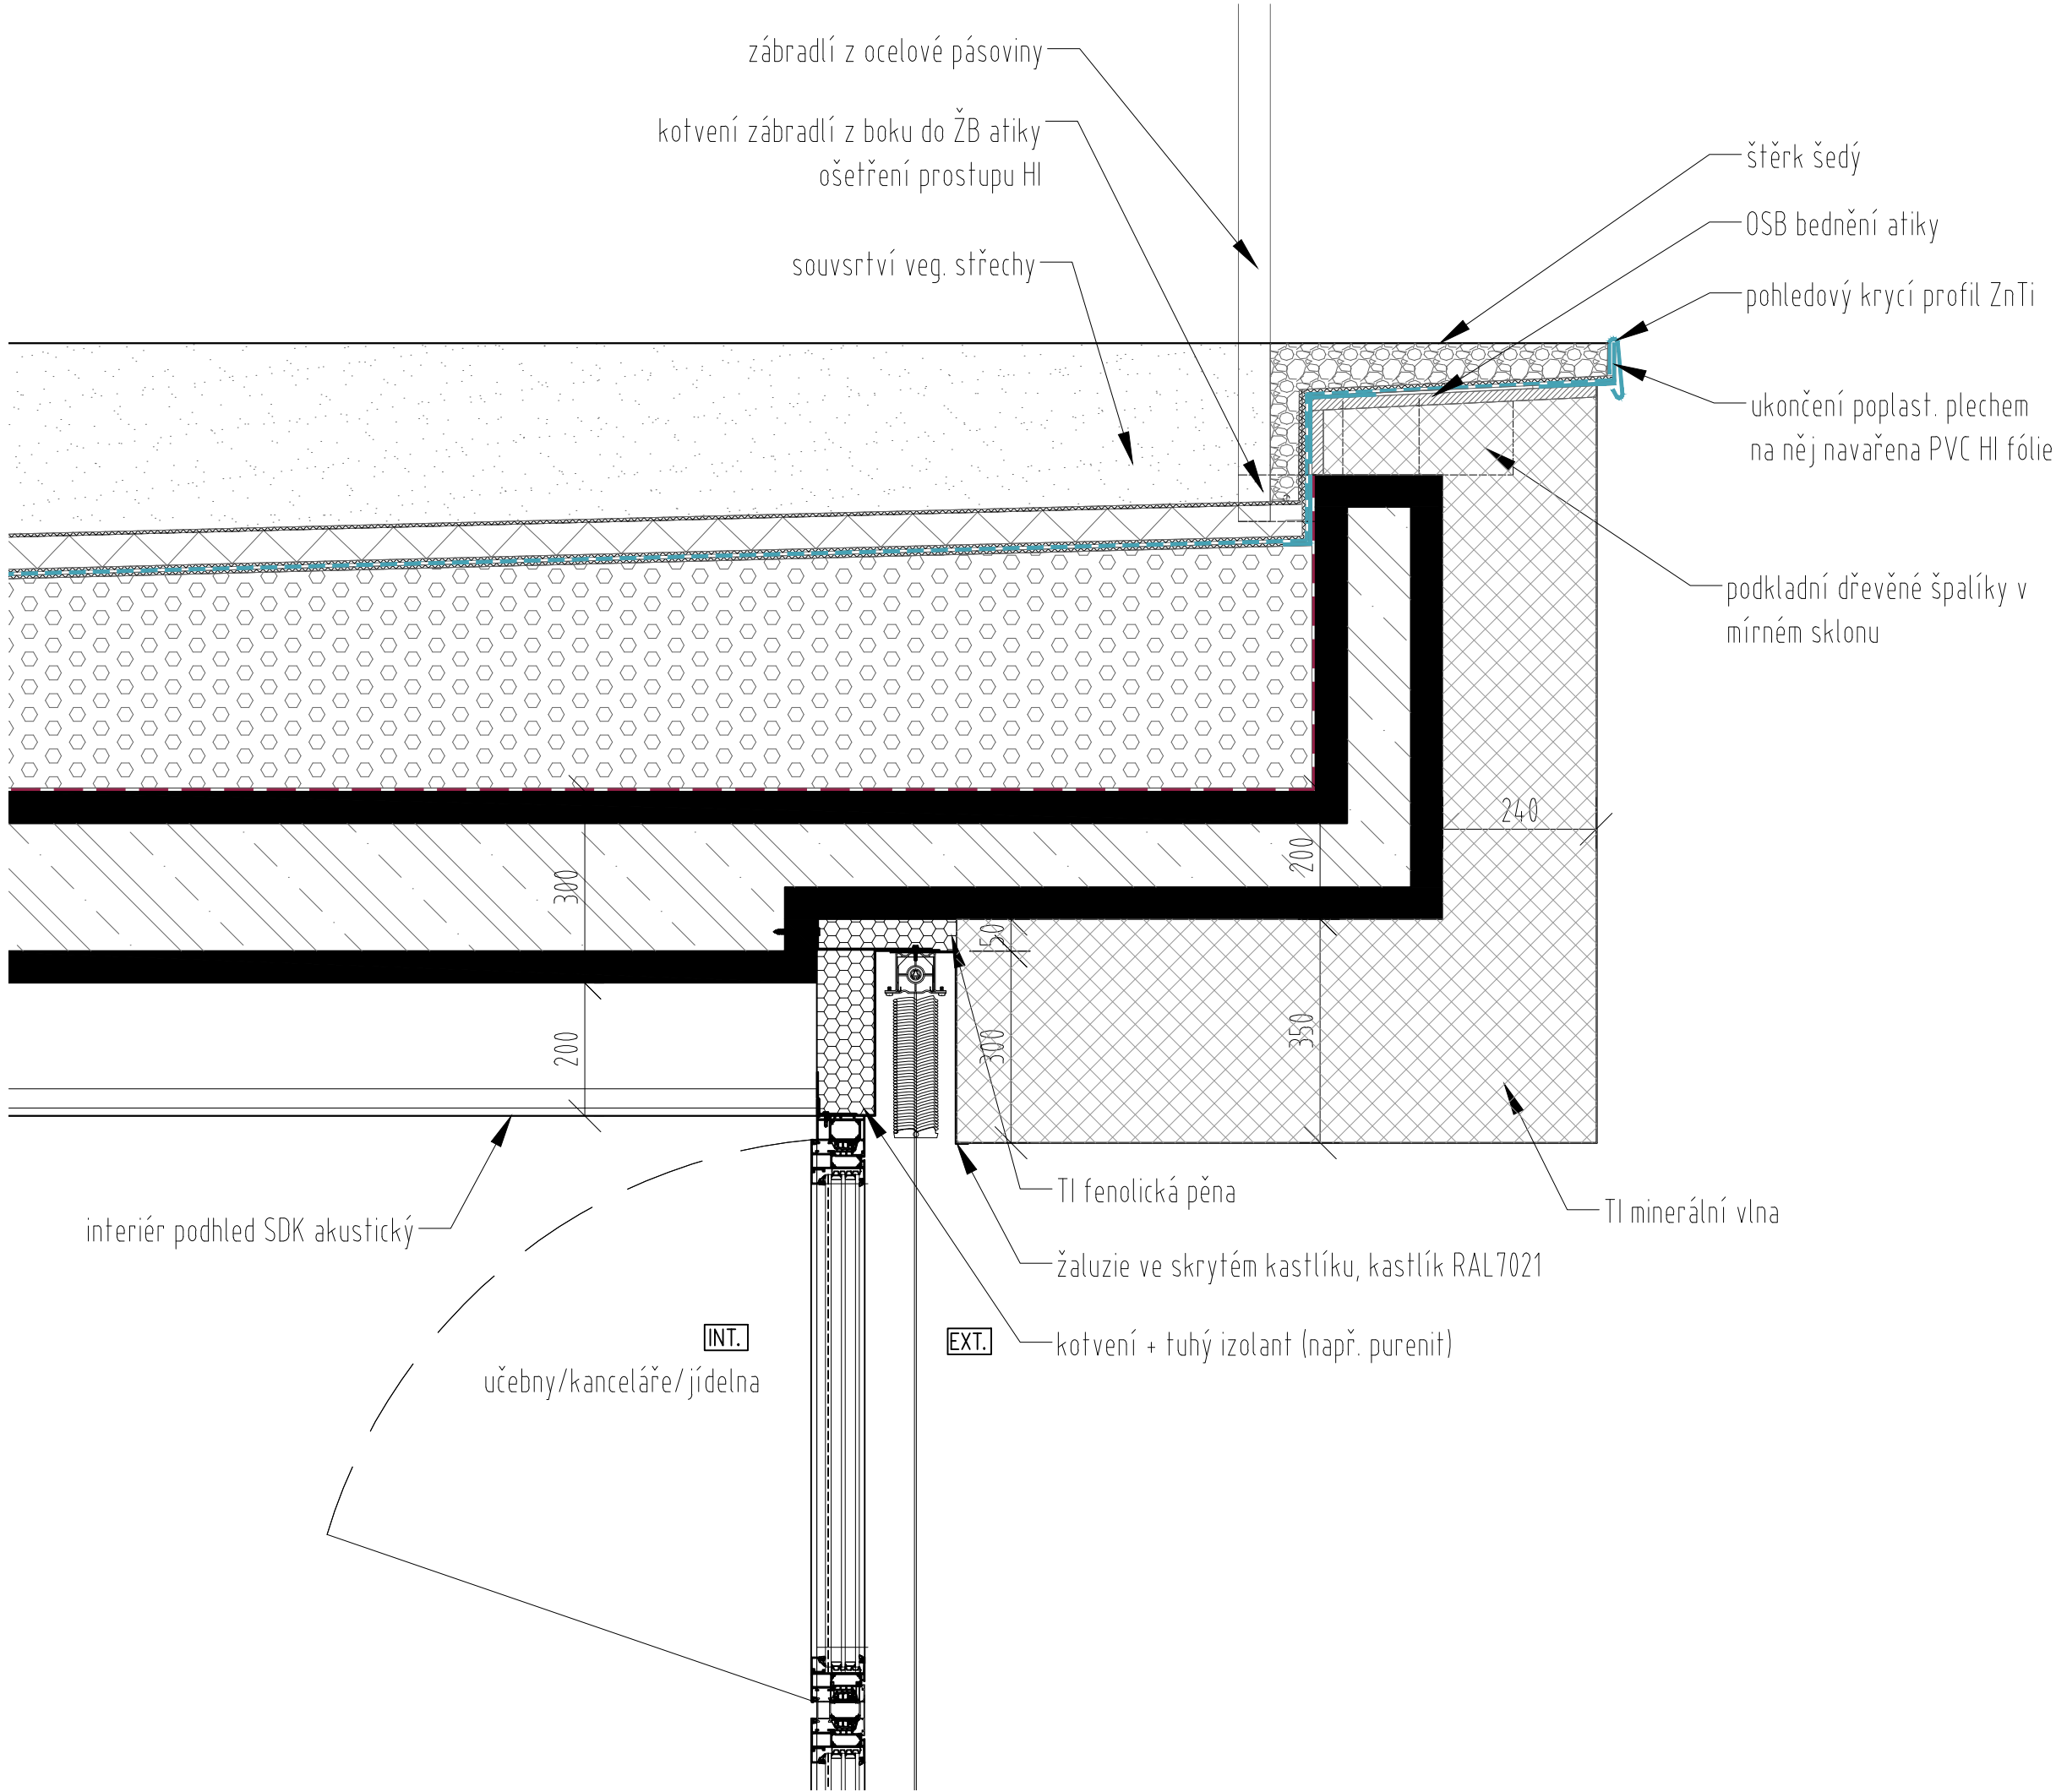 zábradlí z ocelové pásoviny
kotvení zábradlí z boku do ŽB atiky
ošetření prostupu HI
souvsrtví veg. střechy
štěrk šedý
OSB bednění atiky
pohledový krycí profil ZnTi
ukončení poplast. plechem
na něj navařena PVC HI fólie
podkladní dřevěné špalíky v
mírném sklonu
240
300
200
50
200
300
350
TI fenolická pěna
TI minerální vlna
interiér podhled SDK akustický
žaluzie ve skrytém kastlíku, kastlík RAL7021
INT.
EXT.
kotvení + tuhý izolant (např. purenit)
učebny/kanceláře/jídelna